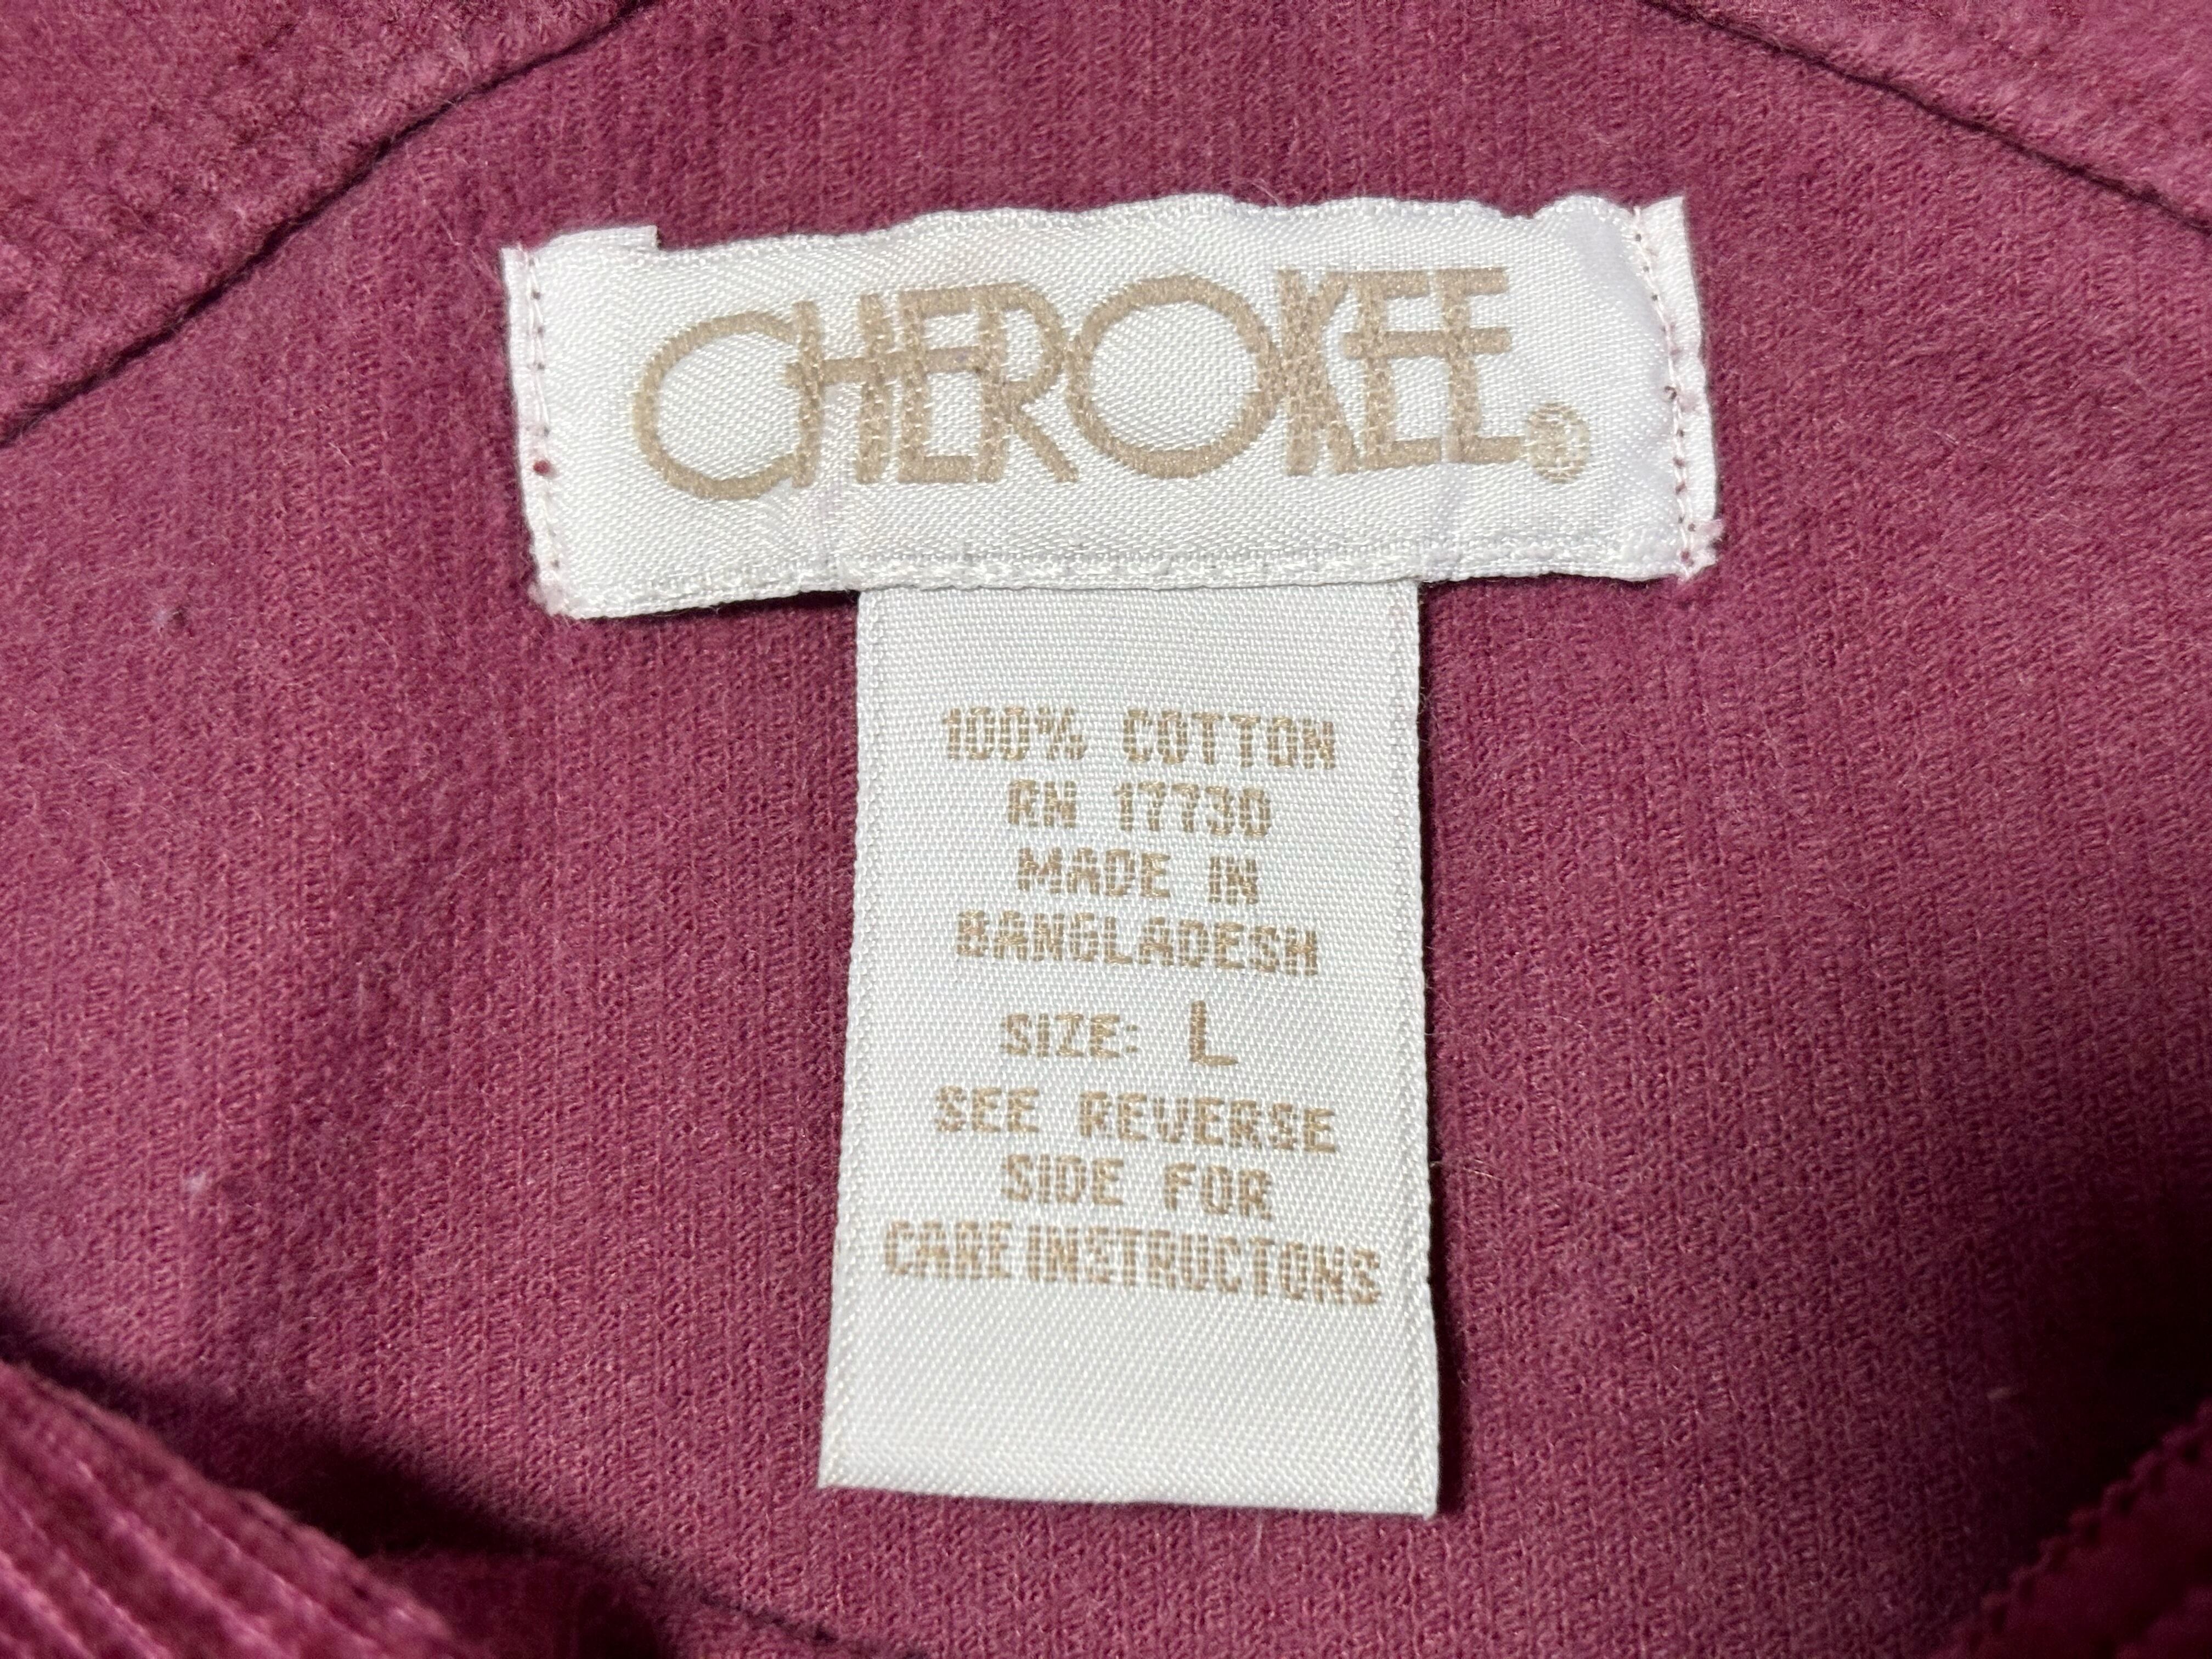 CHEROKEE®
100% COTTON
RN 17730
MADE IN
BANGLADESH
SIZE: L
SEE REVERSE
SIDE FOR
CARE INSTRUCTONS